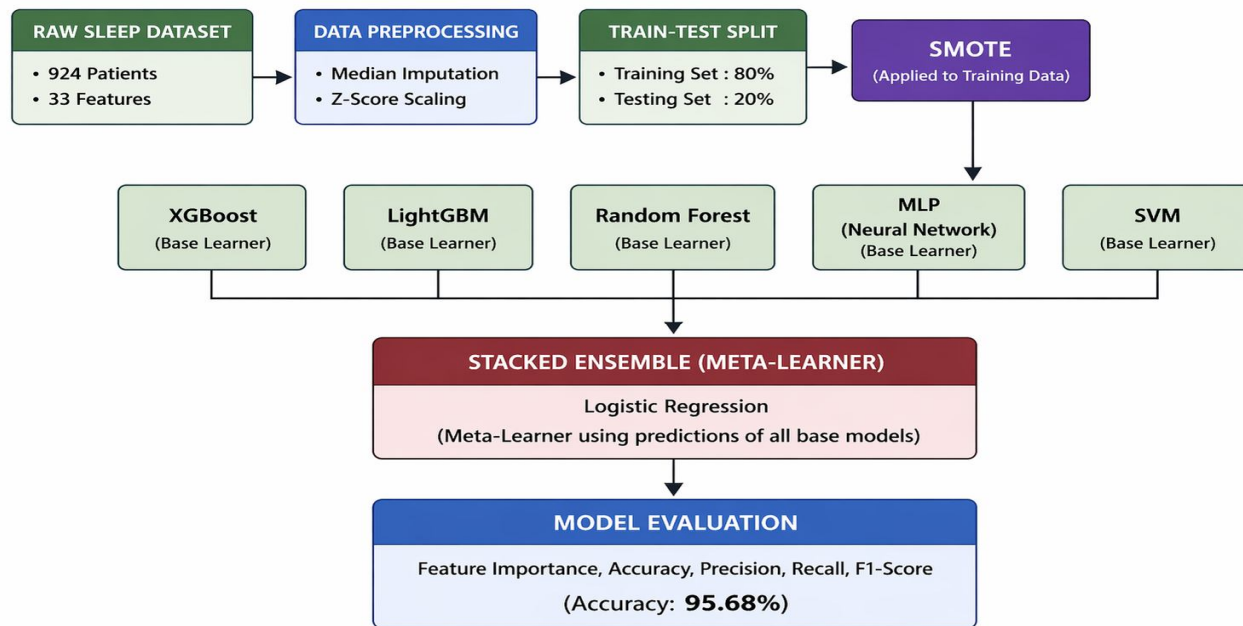 RAW SLEEP DATASET
• 924 Patients
• 33 Features
DATA PREPROCESSING
• Median Imputation
• Z-Score Scaling
TRAIN-TEST SPLIT
• Training Set : 80%
• Testing Set : 20%
SMOTE
(Applied to Training Data)
XGBoost
(Base Learner)
LightGBM
(Base Learner)
Random Forest
(Base Learner)
MLP
(Neural Network)
(Base Learner)
SVM
(Base Learner)
STACKED ENSEMBLE (META-LEARNER)
Logistic Regression
(Meta-Learner using predictions of all base models)
MODEL EVALUATION
Feature Importance, Accuracy, Precision, Recall, F1-Score
(Accuracy: 95.68%)